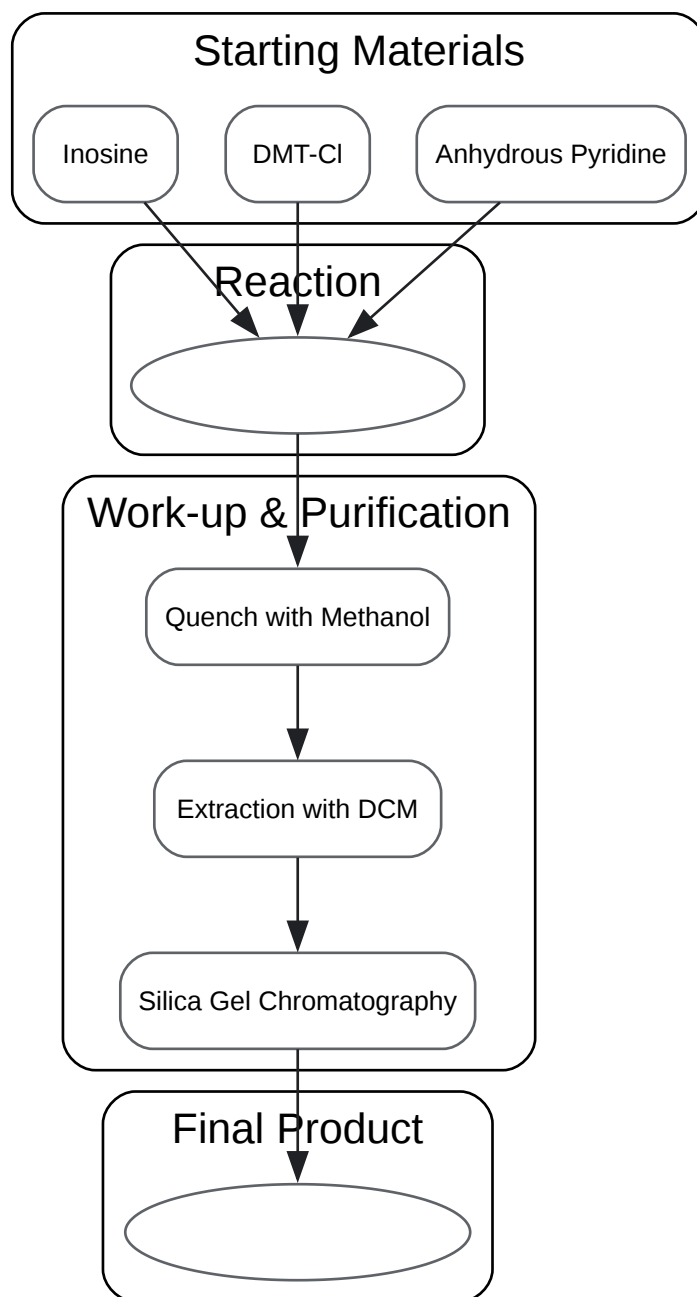 Starting Materials
Inosine
DMT-Cl
Anhydrous Pyridine
Reaction
Work-up & Purification
Quench with Methanol
Extraction with DCM
Silica Gel Chromatography
Final Product